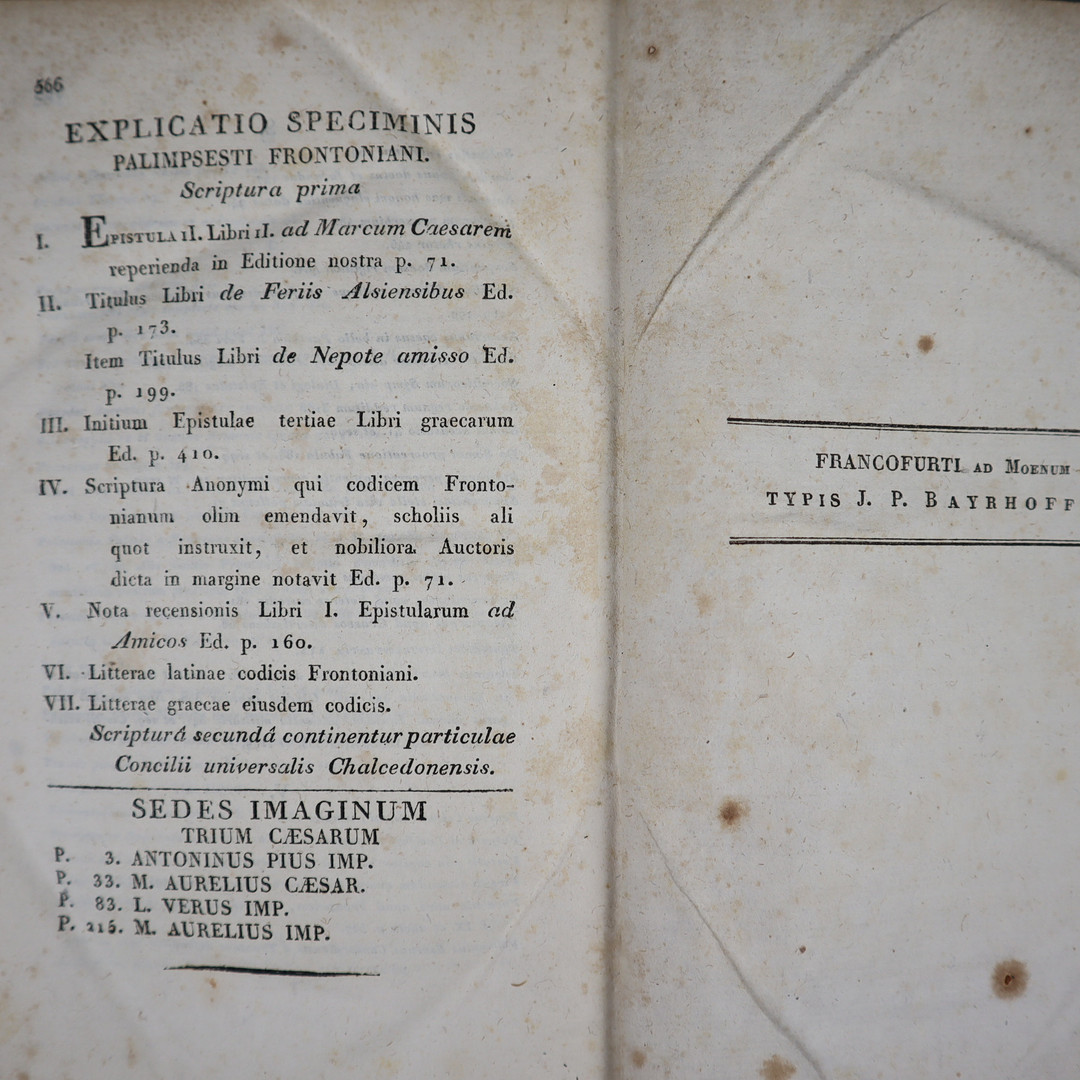 566
EXPLICATIO SPECIMINIS
PALIMPSESTI FRONTONIANI.
Scriptura prima
I. EPISTULA II. Libri II. ad Marcum Caesarem
reperienda in Editione nostra p. 71.
II. Titulus Libri de Feriis Alsiensibus Ed.
p. 173.
Item Titulus Libri de Nepote amisso Ed.
p. 199.
III. Initium Epistulae tertiae Libri graecarum
Ed. p. 410.
IV. Scriptura Anonymi qui codicem Fronto-
nianum olim emendavit, scholiis ali
quot instruxit, et nobiliora Auctoris
dicta in margine notavit Ed. p. 71.
V. Nota recensionis Libri I. Epistularum ad
Amicos Ed. p. 160.
VI. Litterae latinae codicis Frontoniani.
VII. Litterae graecae eiusdem codicis.
Scripturá secundá continentur particulae
Concilii universalis Chalcedonensis.
SEDES IMAGINUM
TRIUM CÆSARUM
P. 3. ANTONINUS PIUS IMP.
P. 33. M. AURELIUS CÆSAR.
P. 83. L. VERUS IMP.
P. 215. M. AURELIUS IMP.
FRANCOFURTI AD MOENUM
TYPIS J. P. BAYRHOFF